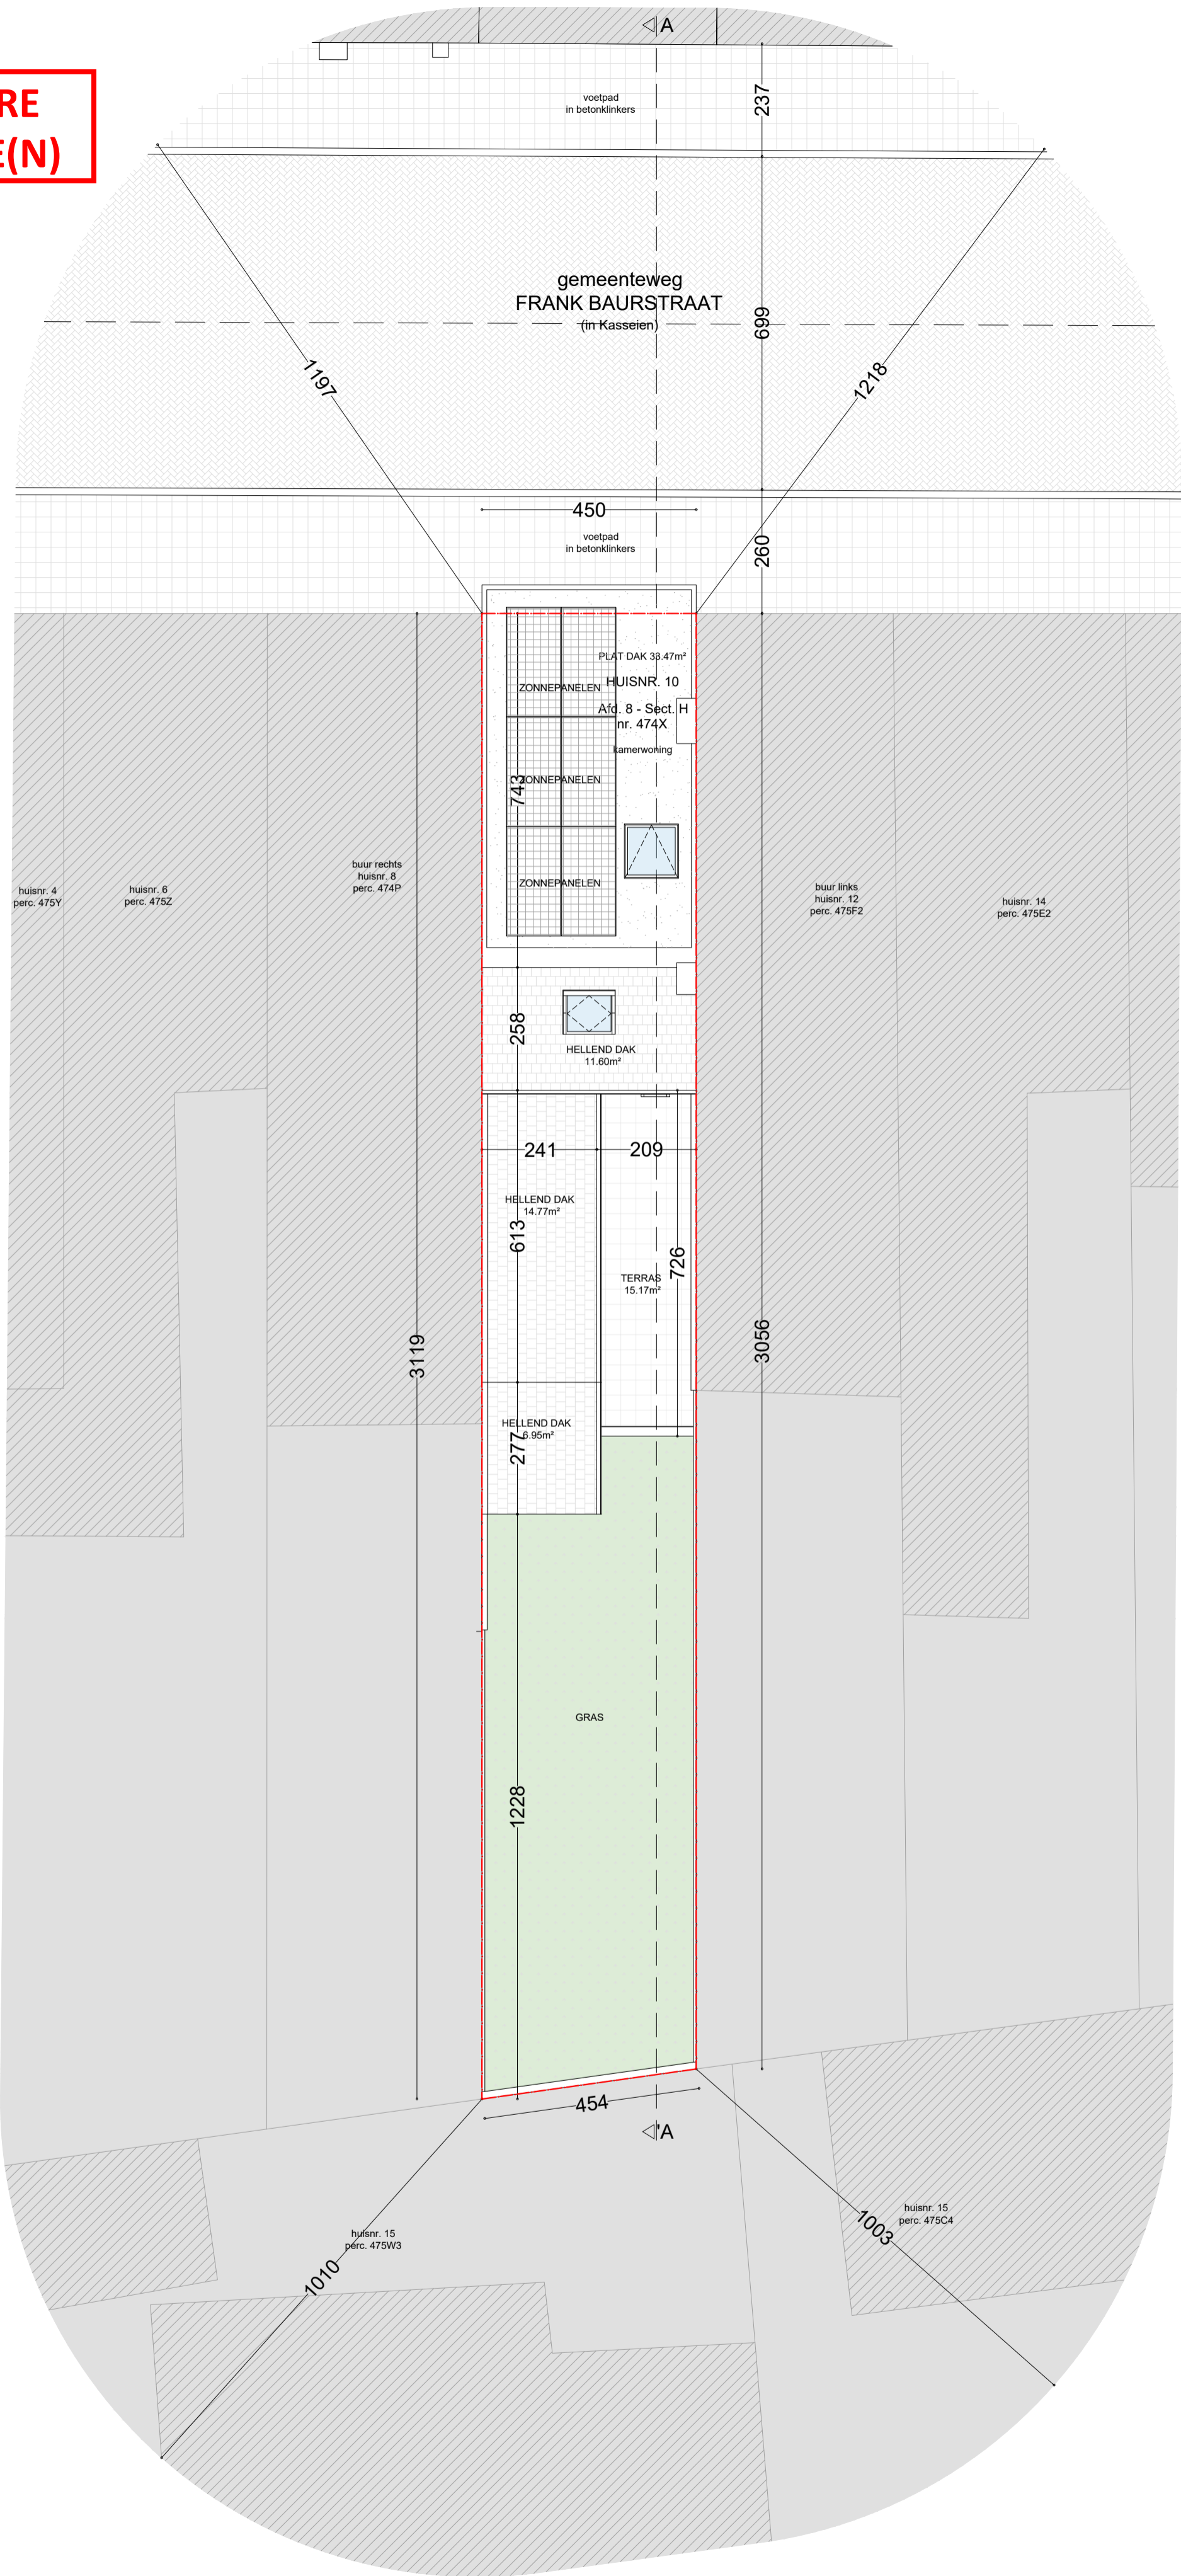 A
RE
E(N)
voetpad
in betonklinkers
237
gemeenteweg
FRANK BAURSTRAAT
(in Kasseien)
699
1197
1218
450
voetpad
in betonklinkers
260
PLAT DAK 33.47m²
HUISNR. 10
ZONNEPANELEN
Afd. 8 - Sect. H
nr. 474X
kamerwoning
ZONNEPANELEN
743
ZONNEPANELEN
huisnr. 4
perc. 475Y
huisnr. 6
perc. 475Z
buur rechts
huisnr. 8
perc. 474P
buur links
huisnr. 12
perc. 475F2
huisnr. 14
perc. 475E2
258
HELLEND DAK
11.60m²
241
209
HELLEND DAK
14.77m²
613
726
TERRAS
15.17m²
3119
3056
HELLEND DAK
6.95m²
277
GRAS
1228
454
'A
huisnr. 15
perc. 475W3
1010
1003
huisnr. 15
perc. 475C4